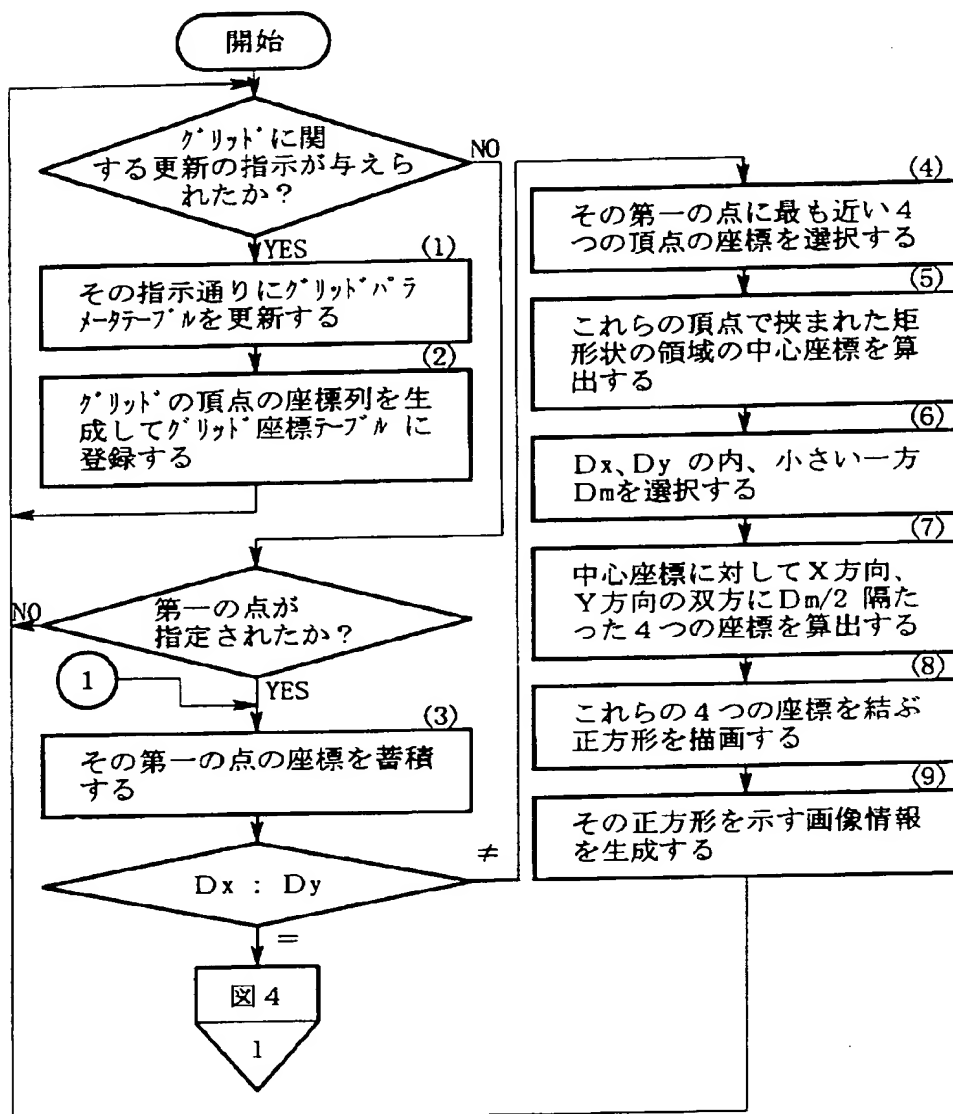 開始
グリッドに関
する更新の指示が与えら
れたか？
NO
YES
(1)
その指示通りにグリッドパラ
メータテーブルを更新する
(2)
グリッドの頂点の座標列を生
成してグリッド座標テーブルに
登録する
第一の点が
指定されたか？
NO
YES
1
(3)
その第一の点の座標を蓄積
する
Dx : Dy
≠
=
図4
1
(4)
その第一の点に最も近い4
つの頂点の座標を選択する
(5)
これらの頂点で挟まれた矩
形状の領域の中心座標を算
出する
(6)
Dx、Dy の内、小さい一方
Dmを選択する
(7)
中心座標に対してX方向、
Y方向の双方にDm/2 隔た
った4つの座標を算出する
(8)
これらの4つの座標を結ぶ
正方形を描画する
(9)
その正方形を示す画像情報
を生成する